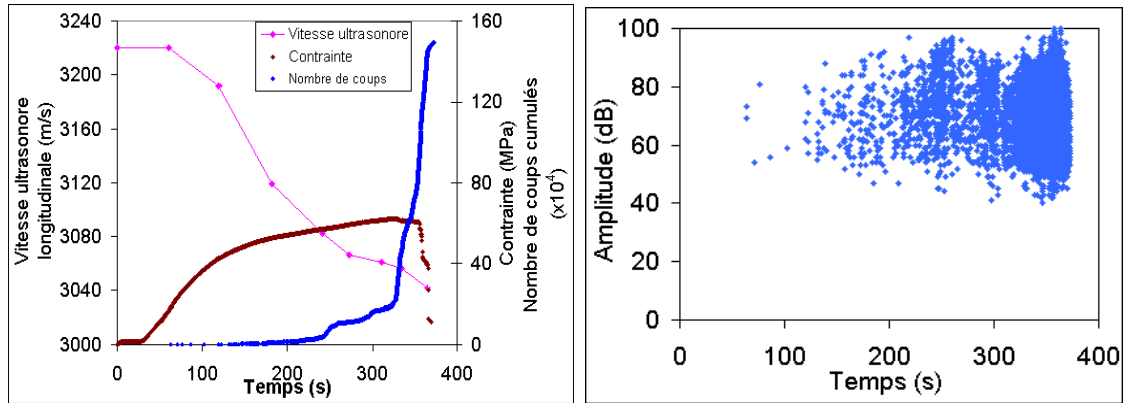 3240
3200
3160
3120
3080
3040
3000
Vitesse ultrasonore
longitudinale (m/s)
Vitesse ultrasonore
Contrainte
Nombre de coups
160
120
80
40
0
Contrainte (MPa)
Nombre de coups cumulés
(x10⁴)
0
100
200
300
400
Temps (s)
100
80
60
40
20
0
Amplitude (dB)
0
100
200
300
400
Temps (s)